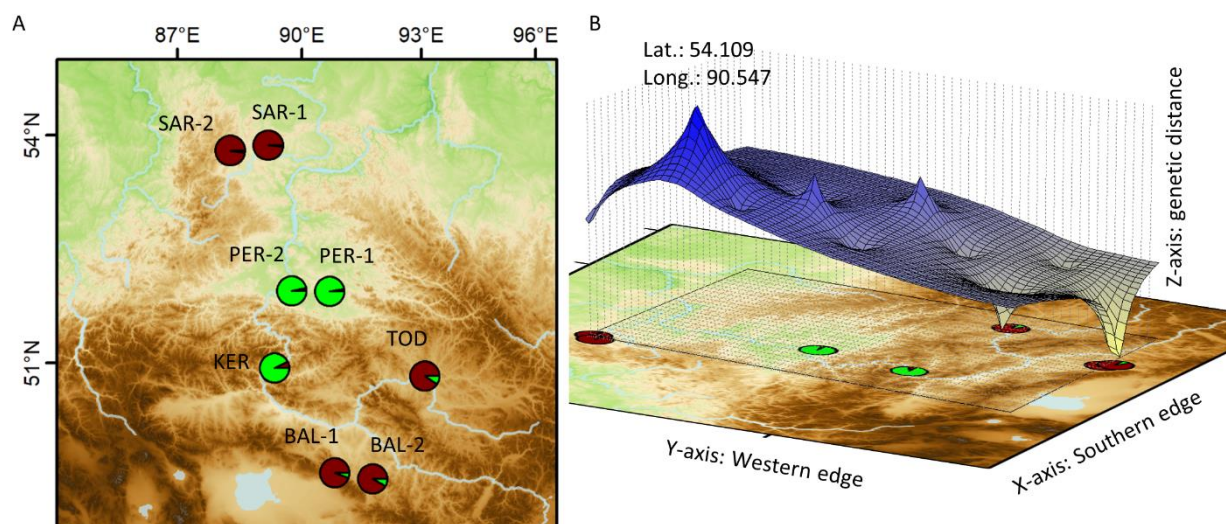 A
87°E 90°E 93°E 96°E
54°N
51°N
SAR-2 SAR-1
PER-2 PER-1
KER TOD
BAL-1 BAL-2
B
Lat.: 54.109
Long.: 90.547
Z-axis: genetic distance
Y-axis: Western edge
X-axis: Southern edge